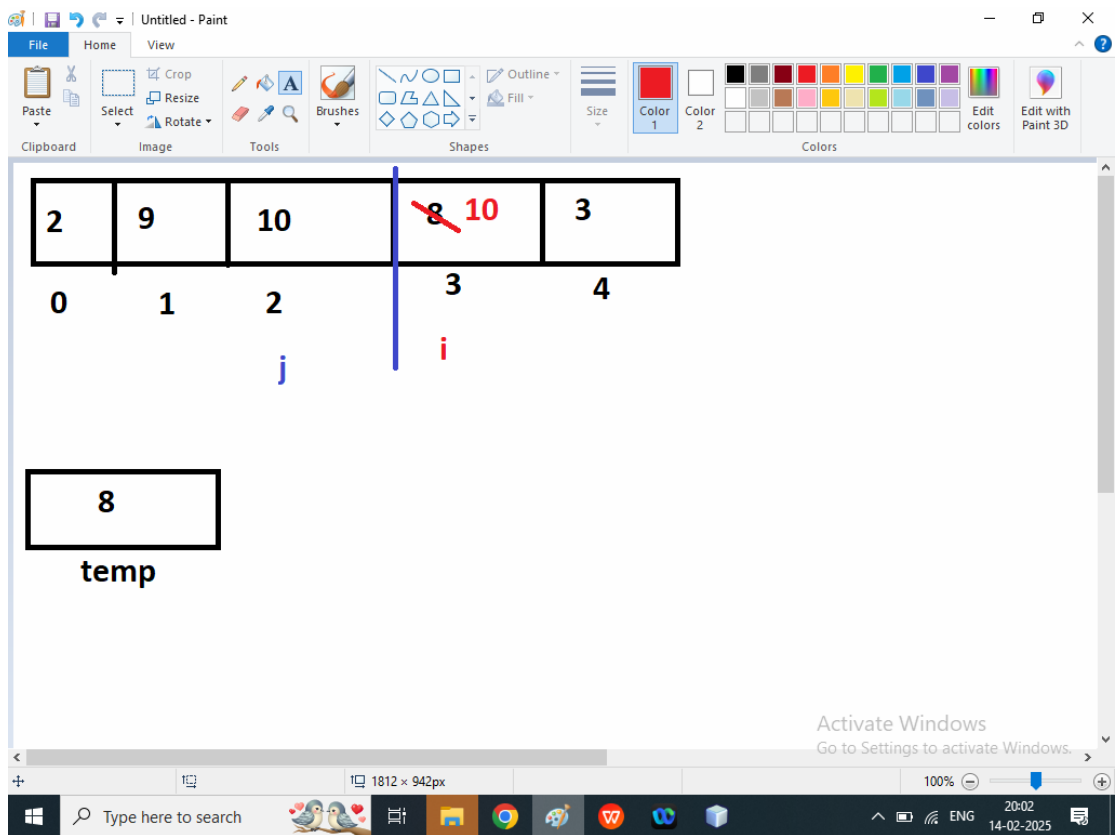 Untitled - Paint
File Home View
Paste
Select
Crop
Resize
Rotate
A
Brushes
Outline
Fill
Size
Color 1
Color 2
Edit colors
Edit with Paint 3D
Clipboard Image Tools Shapes Colors
2 9 10 8 10 3
0 1 2 3 4
j i
8
temp
Activate Windows
Go to Settings to activate Windows.
1812 × 942px 100%
Type here to search
ENG
20:02
14-02-2025